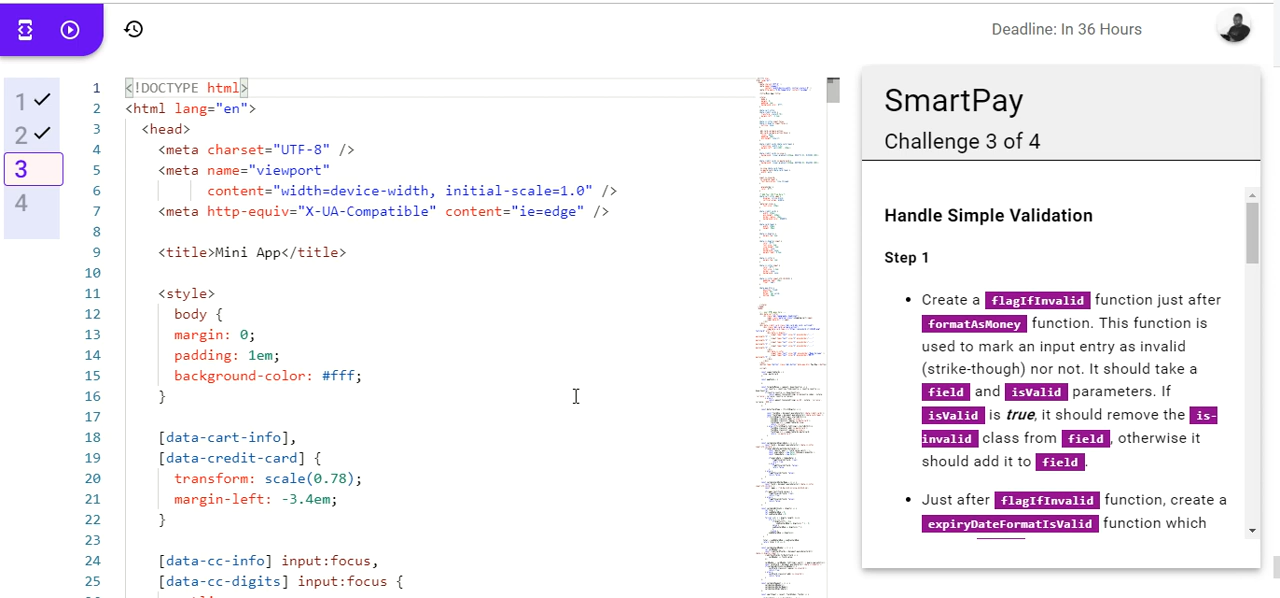 Deadline: In 36 Hours
1
2
3
4
1 <!DOCTYPE html>
2 <html lang="en">
3 <head>
4 <meta charset="UTF-8" />
5 <meta name="viewport"
6 content="width=device-width, initial-scale=1.0" />
7 <meta http-equiv="X-UA-Compatible" content="ie=edge" />
8
9 <title>Mini App</title>
10
11 <style>
12 body {
13 margin: 0;
14 padding: 1em;
15 background-color: #fff;
16 }
17
18 [data-cart-info],
19 [data-credit-card] {
20 transform: scale(0.78);
21 margin-left: -3.4em;
22 }
23
24 [data-cc-info] input:focus,
25 [data-cc-digits] input:focus {
SmartPay
Challenge 3 of 4
Handle Simple Validation
Step 1
• Create a flagIfInvalid function just after
formatAsMoney function. This function is
used to mark an input entry as invalid
(strike-though) nor not. It should take a
field and isValid parameters. If
isValid is true, it should remove the is-
invalid class from field, otherwise it
should add it to field.
• Just after flagIfInvalid function, create a
expiryDateFormatIsValid function which